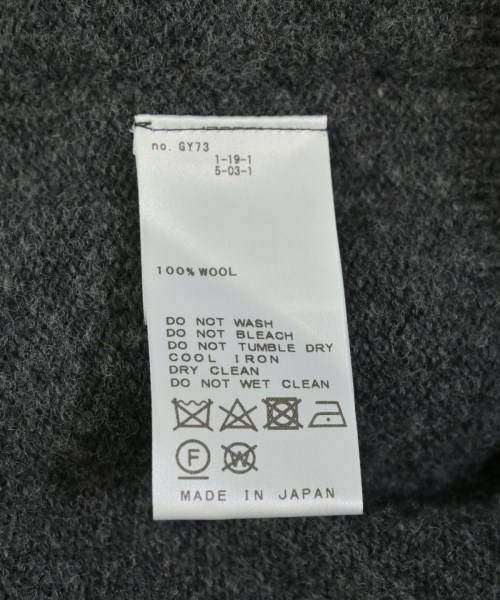 no. GY73
1-19-1
5-03-1
100% WOOL
DO NOT WASH
DO NOT BLEACH
DO NOT TUMBLE DRY
COOL IRON
DRY CLEAN
DO NOT WET CLEAN
F W
MADE IN JAPAN